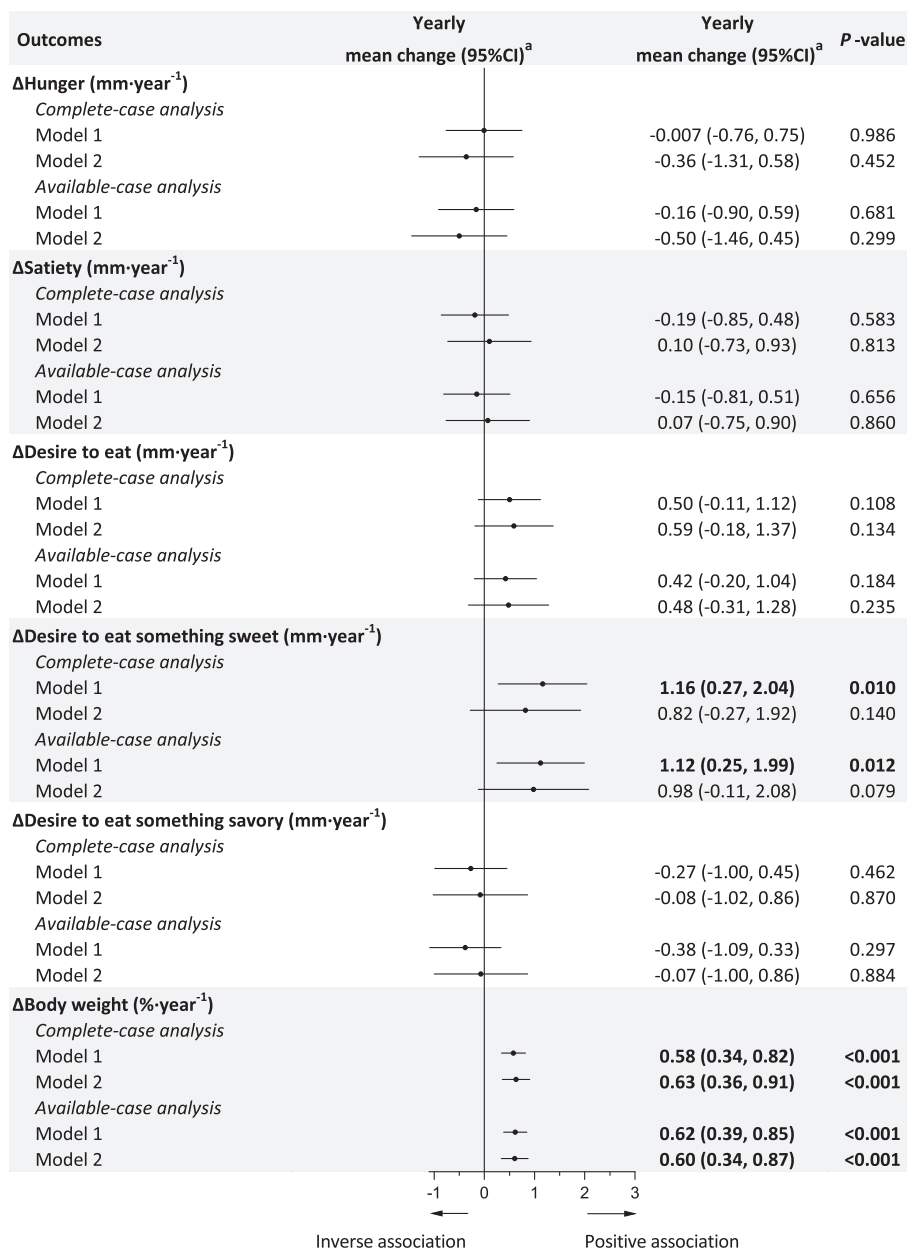 Outcomes Yearly mean change (95%CI)ᵃ Yearly mean change (95%CI)ᵃ P-value
ΔHunger (mm·year⁻¹)
Complete-case analysis
Model 1 -0.007 (-0.76, 0.75) 0.986
Model 2 -0.36 (-1.31, 0.58) 0.452
Available-case analysis
Model 1 -0.16 (-0.90, 0.59) 0.681
Model 2 -0.50 (-1.46, 0.45) 0.299
ΔSatiety (mm·year⁻¹)
Complete-case analysis
Model 1 -0.19 (-0.85, 0.48) 0.583
Model 2 0.10 (-0.73, 0.93) 0.813
Available-case analysis
Model 1 -0.15 (-0.81, 0.51) 0.656
Model 2 0.07 (-0.75, 0.90) 0.860
ΔDesire to eat (mm·year⁻¹)
Complete-case analysis
Model 1 0.50 (-0.11, 1.12) 0.108
Model 2 0.59 (-0.18, 1.37) 0.134
Available-case analysis
Model 1 0.42 (-0.20, 1.04) 0.184
Model 2 0.48 (-0.31, 1.28) 0.235
ΔDesire to eat something sweet (mm·year⁻¹)
Complete-case analysis
Model 1 1.16 (0.27, 2.04) 0.010
Model 2 0.82 (-0.27, 1.92) 0.140
Available-case analysis
Model 1 1.12 (0.25, 1.99) 0.012
Model 2 0.98 (-0.11, 2.08) 0.079
ΔDesire to eat something savory (mm·year⁻¹)
Complete-case analysis
Model 1 -0.27 (-1.00, 0.45) 0.462
Model 2 -0.08 (-1.02, 0.86) 0.870
Available-case analysis
Model 1 -0.38 (-1.09, 0.33) 0.297
Model 2 -0.07 (-1.00, 0.86) 0.884
ΔBody weight (%·year⁻¹)
Complete-case analysis
Model 1 0.58 (0.34, 0.82) <0.001
Model 2 0.63 (0.36, 0.91) <0.001
Available-case analysis
Model 1 0.62 (0.39, 0.85) <0.001
Model 2 0.60 (0.34, 0.87) <0.001
-1 0 1 2 3
Inverse association Positive association